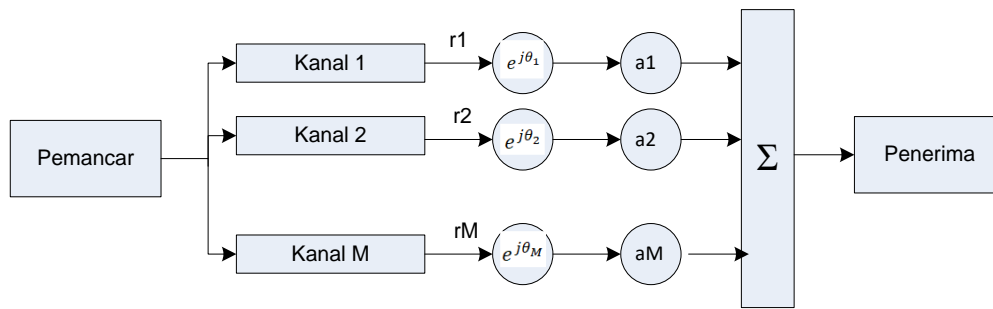 Pemancar
Kanal 1
r1
e^{jθ_1}
a1
Kanal 2
r2
e^{jθ_2}
a2
Kanal M
rM
e^{jθ_M}
aM
Σ
Penerima